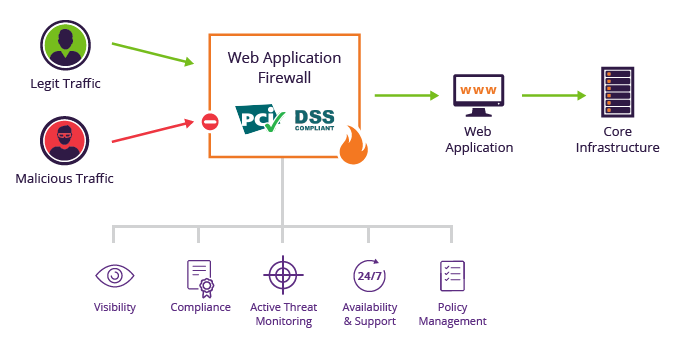 Legit Traffic
Malicious Traffic
Web Application
Firewall
PCi
DSS
COMPLIANT
www
Web
Application
Core
Infrastructure
Visibility
Compliance
Active Threat
Monitoring
24/7
Availability
& Support
Policy
Management